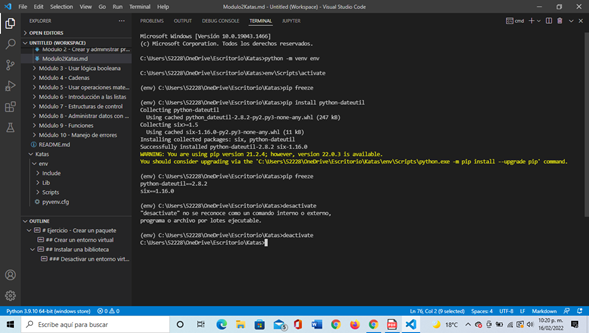 File Edit Selection View Go Run Terminal Help
Modulo2Katas.md - Untitled (Workspace) - Visual Studio Code
EXPLORER
OPEN EDITORS
UNTITLED (WORKSPACE)
Módulo 2 - Crear y administrar pr...
Modulo2Katas.md
Módulo 3 - Usar lógica booleana
Módulo 4 - Cadenas
Módulo 5 - Usar operaciones mate...
Módulo 6 - Introducción a las listas
Módulo 7 - Estructuras de control
Módulo 8 - Administrar datos con ...
Módulo 9 - Funciones
Módulo 10 - Manejo de errores
README.md
Katas
env
Include
Lib
Scripts
pyvenv.cfg
OUTLINE
# Ejercicio - Crear un paquete
## Crear un entorno virtual
## Instalar una biblioteca
### Desactivar un entorno virt...
PROBLEMS OUTPUT DEBUG CONSOLE TERMINAL JUPYTER
cmd
Microsoft Windows [Versión 10.0.19043.1466]
(c) Microsoft Corporation. Todos los derechos reservados.
C:\Users\S2228\OneDrive\Escritorio\Katas>python -m venv env
C:\Users\S2228\OneDrive\Escritorio\Katas>env\Scripts\activate
(env) C:\Users\S2228\OneDrive\Escritorio\Katas>pip freeze
(env) C:\Users\S2228\OneDrive\Escritorio\Katas>pip install python-dateutil
Collecting python-dateutil
Using cached python_dateutil-2.8.2-py2.py3-none-any.whl (247 kB)
Collecting six>=1.5
Using cached six-1.16.0-py2.py3-none-any.whl (11 kB)
Installing collected packages: six, python-dateutil
Successfully installed python-dateutil-2.8.2 six-1.16.0
WARNING: You are using pip version 21.2.4; however, version 22.0.3 is available.
You should consider upgrading via the 'C:\Users\S2228\OneDrive\Escritorio\Katas\env\Scripts\python.exe -m pip install --upgrade pip' command.
(env) C:\Users\S2228\OneDrive\Escritorio\Katas>pip freeze
python-dateutil==2.8.2
six==1.16.0
(env) C:\Users\S2228\OneDrive\Escritorio\Katas>desactivate
"desactivate" no se reconoce como un comando interno o externo,
programa o archivo por lotes ejecutable.
(env) C:\Users\S2228\OneDrive\Escritorio\Katas>deactivate
C:\Users\S2228\OneDrive\Escritorio\Katas>
Python 3.9.10 64-bit (windows store) 0 0
Ln 76, Col 2 (9 selected) Spaces: 4 UTF-8 LF Markdown
Escribe aquí para buscar
18°C
10:20 p. m.
16/02/2022